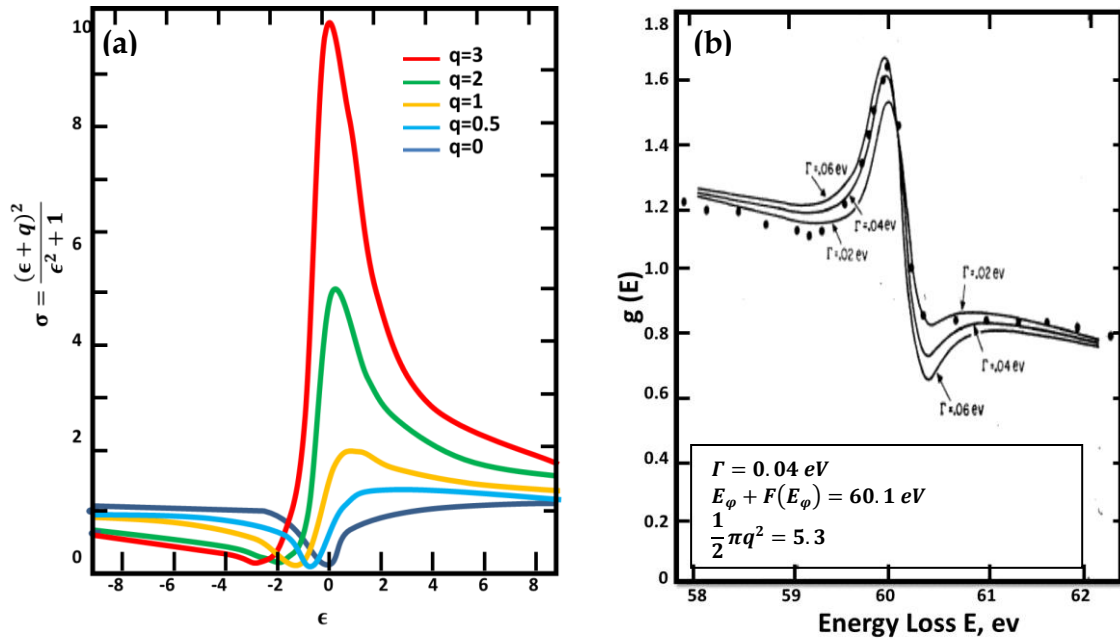 (a)
10
8
6
4
2
0
-8 -6 -4 -2 0 2 4 6 8
σ = (ϵ + q)² / ϵ² + 1
ϵ
q=3
q=2
q=1
q=0.5
q=0
(b)
1.8
1.6
1.4
1.2
1.0
0.8
0.6
0.4
0.2
0
58 59 60 61 62
g (E)
Energy Loss E, ev
Γ=.06 eV
Γ=.04 eV
Γ=.02 eV
Γ=.02 eV
Γ=.04 eV
Γ=.06 eV
Γ = 0.04 eV
E_φ + F(E_φ) = 60.1 eV
1/2 πq² = 5.3